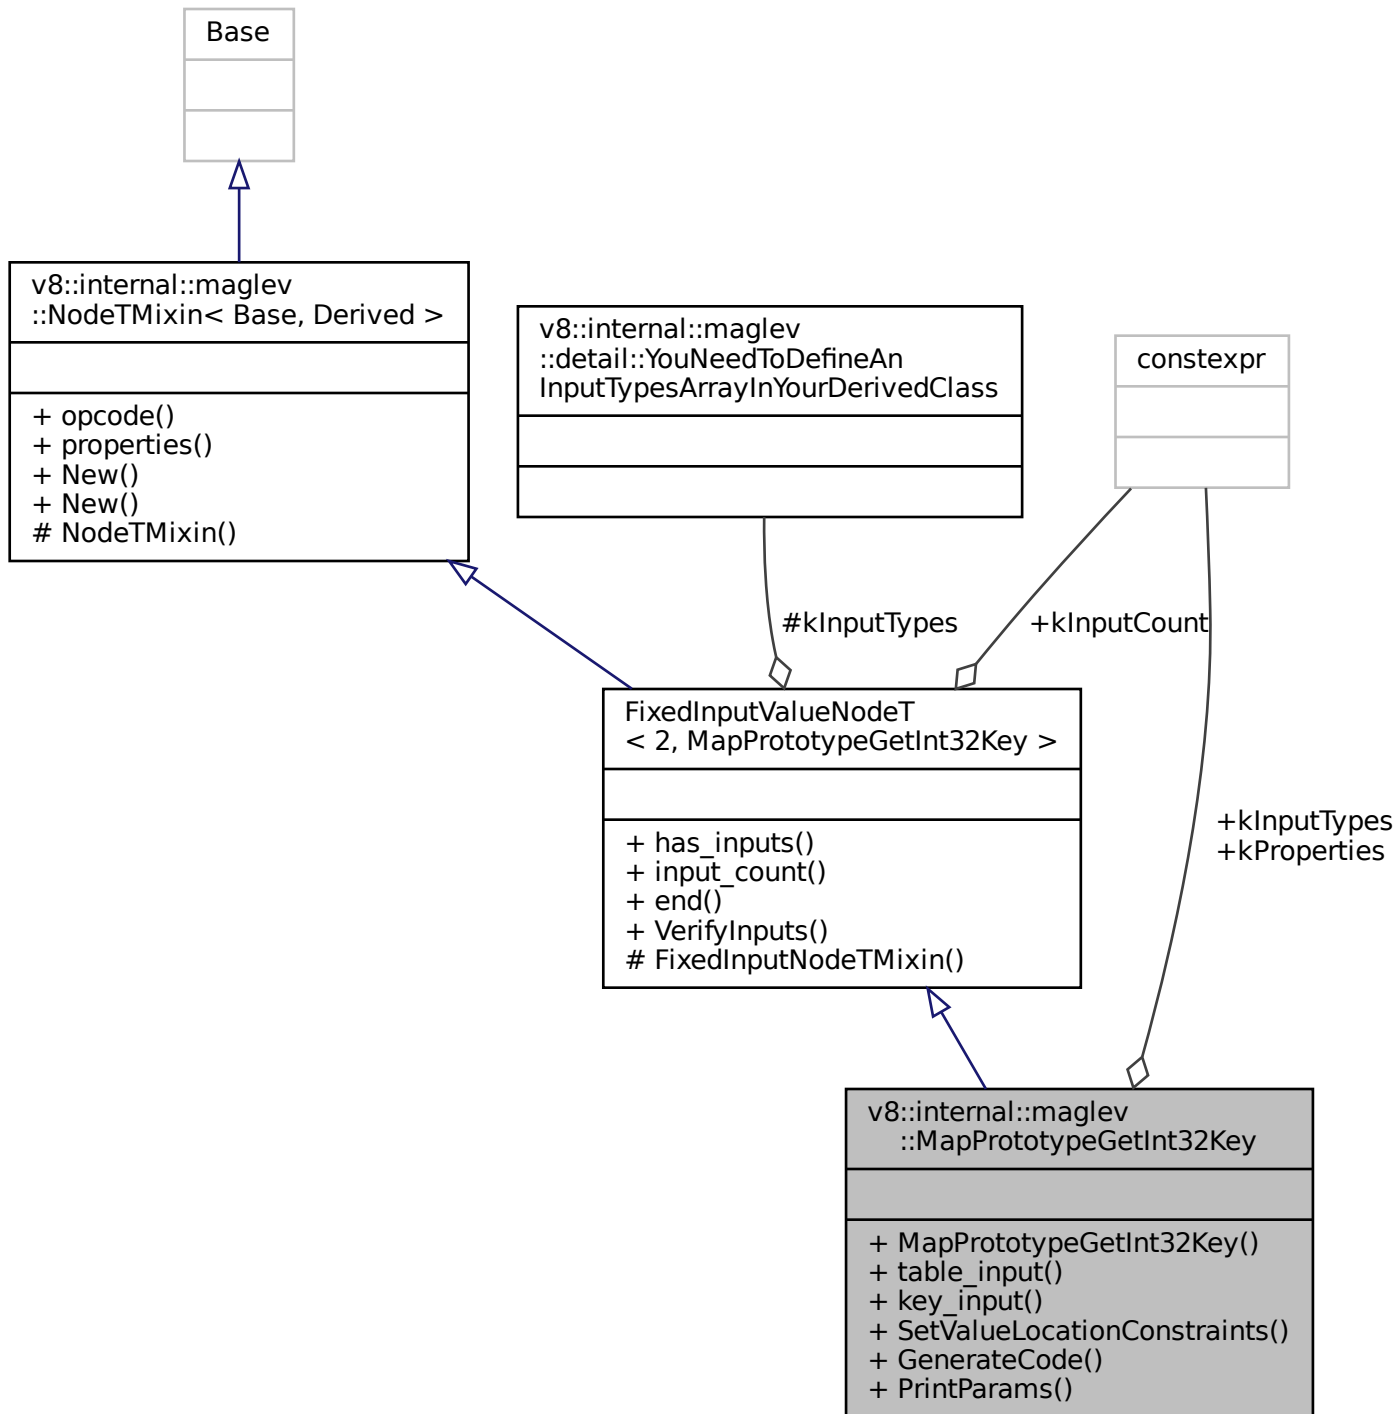 Base
v8::internal::maglev
::NodeTMixin< Base, Derived >
+ opcode()
+ properties()
+ New()
+ New()
# NodeTMixin()
v8::internal::maglev
::detail::YouNeedToDefineAn
InputTypesArrayInYourDerivedClass
constexpr
#kInputTypes
+kInputCount
FixedInputValueNodeT
< 2, MapPrototypeGetInt32Key >
+ has_inputs()
+ input_count()
+ end()
+ VerifyInputs()
# FixedInputNodeTMixin()
+kInputTypes
+kProperties
v8::internal::maglev
::MapPrototypeGetInt32Key
+ MapPrototypeGetInt32Key()
+ table_input()
+ key_input()
+ SetValueLocationConstraints()
+ GenerateCode()
+ PrintParams()